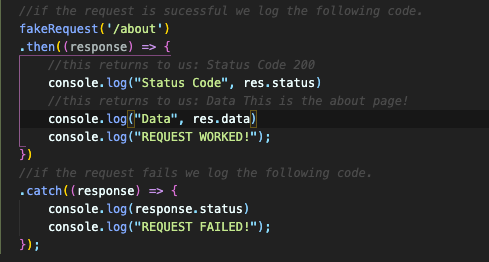 //if the request is sucessful we log the following code.
fakeRequest('/about')
.then((response) => {
//this returns to us: Status Code 200
console.log("Status Code", res.status)
//this returns to us: Data This is the about page!
console.log("Data", res.data)
console.log("REQUEST WORKED!");
})
//if the request fails we log the following code.
.catch((response) => {
console.log(response.status)
console.log("REQUEST FAILED!");
});